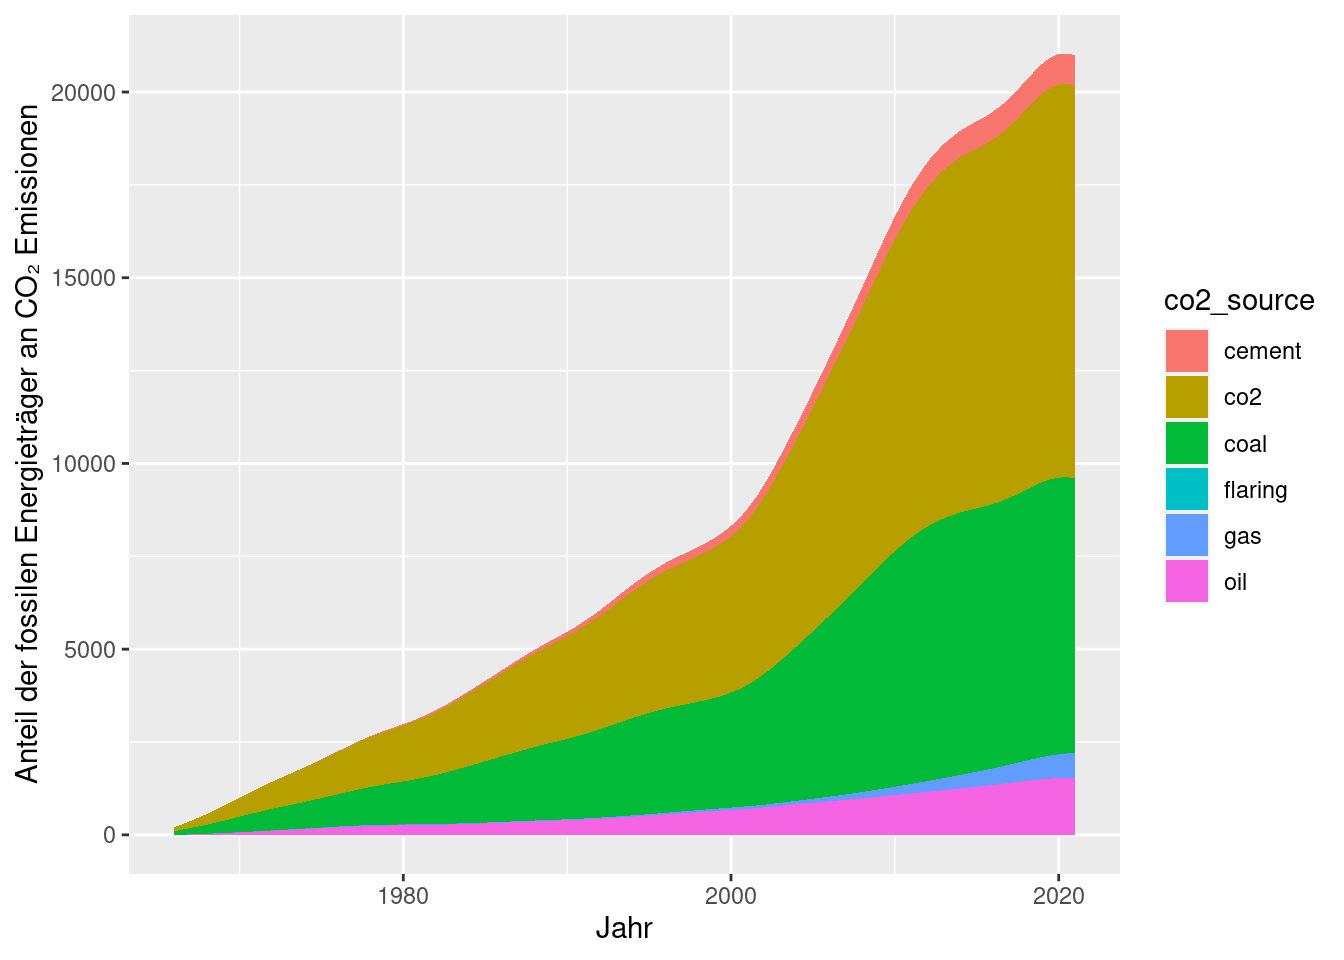 Anteil der fossilen Energieträger an CO₂ Emissionen
20000
15000
10000
5000
0
1980
2000
2020
Jahr
co2_source
cement
co2
coal
flaring
gas
oil